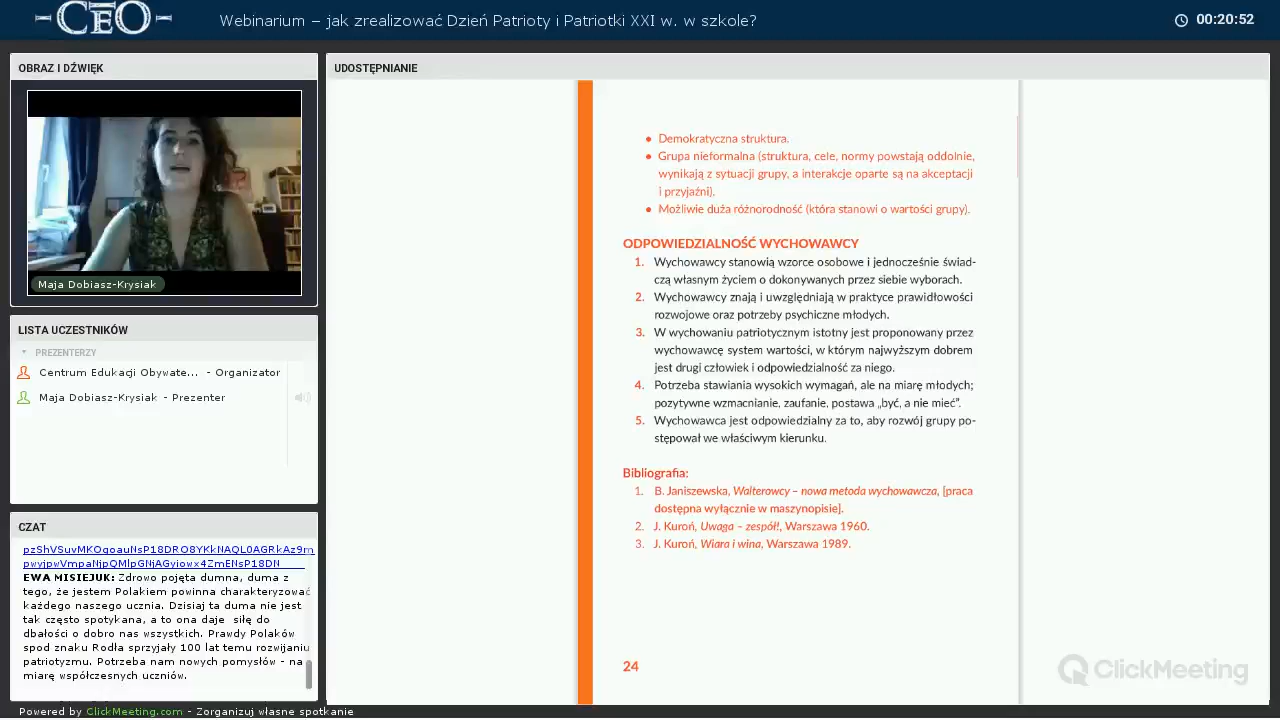 CEO
Webinarium – jak zrealizować Dzień Patrioty i Patriotki XXI w. w szkole?
00:20:52
OBRAZ I DŹWIĘK
Maja Dobiasz-Krysiak
LISTA UCZESTNIKÓW
PREZENTERZY
Centrum Edukacji Obywate... - Organizator
Maja Dobiasz-Krysiak - Prezenter
CZAT
EWA MISIEJUK: Zdrowo pojęta dumna, duma z
tego, że jestem Polakiem powinna charakteryzować
każdego naszego ucznia. Dzisiaj ta duma nie jest
tak często spotykana, a to ona daje siłę do
dbałości o dobro nas wszystkich. Prawdy Polaków
spod znaku Rodła sprzyjały 100 lat temu rozwijaniu
patriotyzmu. Potrzeba nam nowych pomysłów - na
miarę współczesnych uczniów.
UDOSTĘPNIANIE
• Demokratyczna struktura.
• Grupa nieformalna (struktura, cele, normy powstają oddolnie,
wynikają z sytuacji grupy, a interakcje oparte są na akceptacji
i przyjaźni).
• Możliwie duża różnorodność (która stanowi o wartości grupy).
ODPOWIEDZIALNOŚĆ WYCHOWAWCY
1. Wychowawcy stanowią wzorce osobowe i jednocześnie świad-
czą własnym życiem o dokonywanych przez siebie wyborach.
2. Wychowawcy znają i uwzględniają w praktyce prawidłowości
rozwojowe oraz potrzeby psychiczne młodych.
3. W wychowaniu patriotycznym istotny jest proponowany przez
wychowawcę system wartości, w którym najwyższym dobrem
jest drugi człowiek i odpowiedzialność za niego.
4. Potrzeba stawiania wysokich wymagań, ale na miarę młodych;
pozytywne wzmacnianie, zaufanie, postawa „być, a nie mieć”.
5. Wychowawca jest odpowiedzialny za to, aby rozwój grupy po-
stępował we właściwym kierunku.
Bibliografia:
1. B. Janiszewska, Walterowcy – nowa metoda wychowawcza, [praca
dostępna wyłącznie w maszynopisie].
2. J. Kuroń, Uwaga – zespół!, Warszawa 1960.
3. J. Kuroń, Wiara i wina, Warszawa 1989.
24
ClickMeeting
Powered by ClickMeeting.com - Zorganizuj własne spotkanie